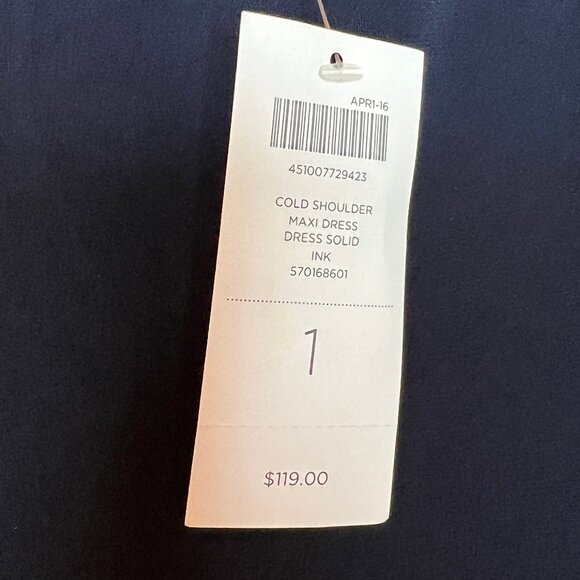 APR1-16
451007729423
COLD SHOULDER
MAXI DRESS
DRESS SOLID
INK
570168601
1
$119.00